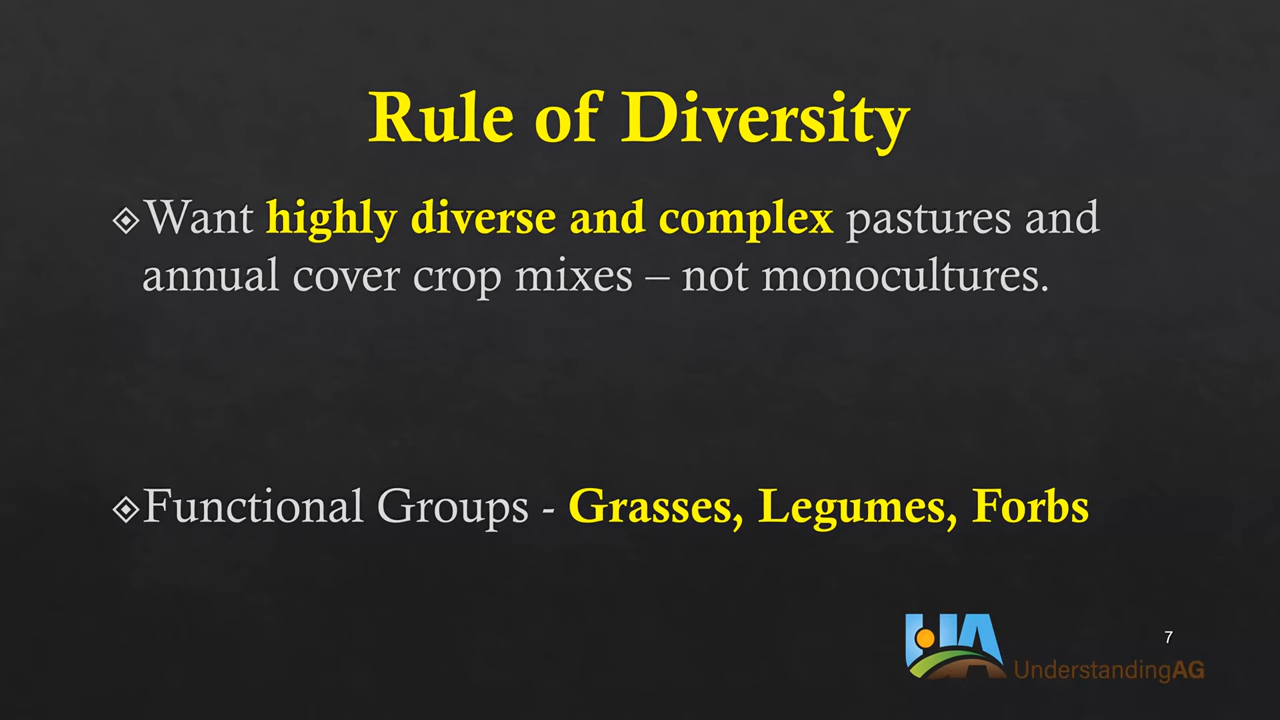 Rule of Diversity
Want highly diverse and complex pastures and
annual cover crop mixes – not monocultures.
Functional Groups - Grasses, Legumes, Forbs
7
UA
UnderstandingAG